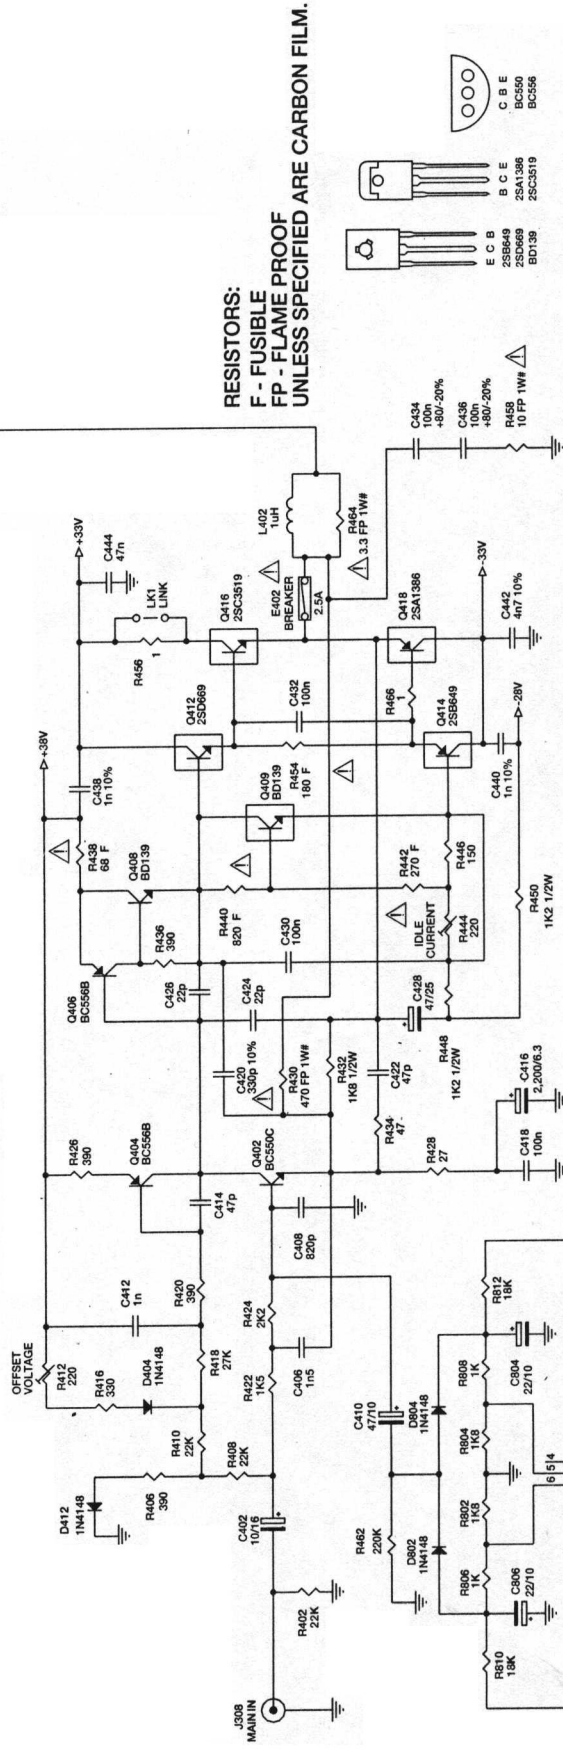 RESISTORS:
F - FUSIBLE
FP - FLAME PROOF
UNLESS SPECIFIED ARE CARBON FILM.
J308
MAIN IN
R402
22K
C402
10/16
D412
1N4148
R406
390
R408
22K
R410
22K
OFFSET
VOLTAGE
R412
220
R416
330
D404
1N4148
R418
27K
C412
1n
R420
390
R422
1K5
C406
1n5
R424
2K2
C408
820p
C410
47/10
R462
220K
D802
1N4148
D804
1N4148
R810
18K
R806
1K
C806
22/10
R802
1K8
R804
1K8
R808
1K
C804
22/10
R812
18K
6 5 4
R426
390
Q404
BC556B
C414
47p
Q402
BC550C
R428
27
C418
100n
C416
2,200/6.3
R434
47
C422
47p
R432
1K8 1/2W
R430
470 FP 1W#
C420
330p 10%
C424
22p
C426
22p
C428
47/25
R448
1K2 1/2W
R450
1K2 1/2W
-28V
Q406
BC556B
Q408
BD139
R436
390
R438
68 F
C438
1n 10%
+38V
+33V
C444
47n
R440
820 F
C430
100n
Q409
BD139
R442
270 F
IDLE
CURRENT
R444
220
R446
150
Q412
2SD669
R454
180 F
C432
100n
Q414
2SB649
C440
1n 10%
R466
1
R456
1
LK1
LINK
Q416
2SC3519
Q418
2SA1386
E402
BREAKER
2.5A
L402
1uH
R464
3.3 FP 1W#
-33V
C442
4n7 10%
C434
100n
+80/-20%
C436
100n
+80/-20%
R458
10 FP 1W#
E C B
2SB649
2SD669
BD139
B C E
2SA1386
2SC3519
C B E
BC550
BC556